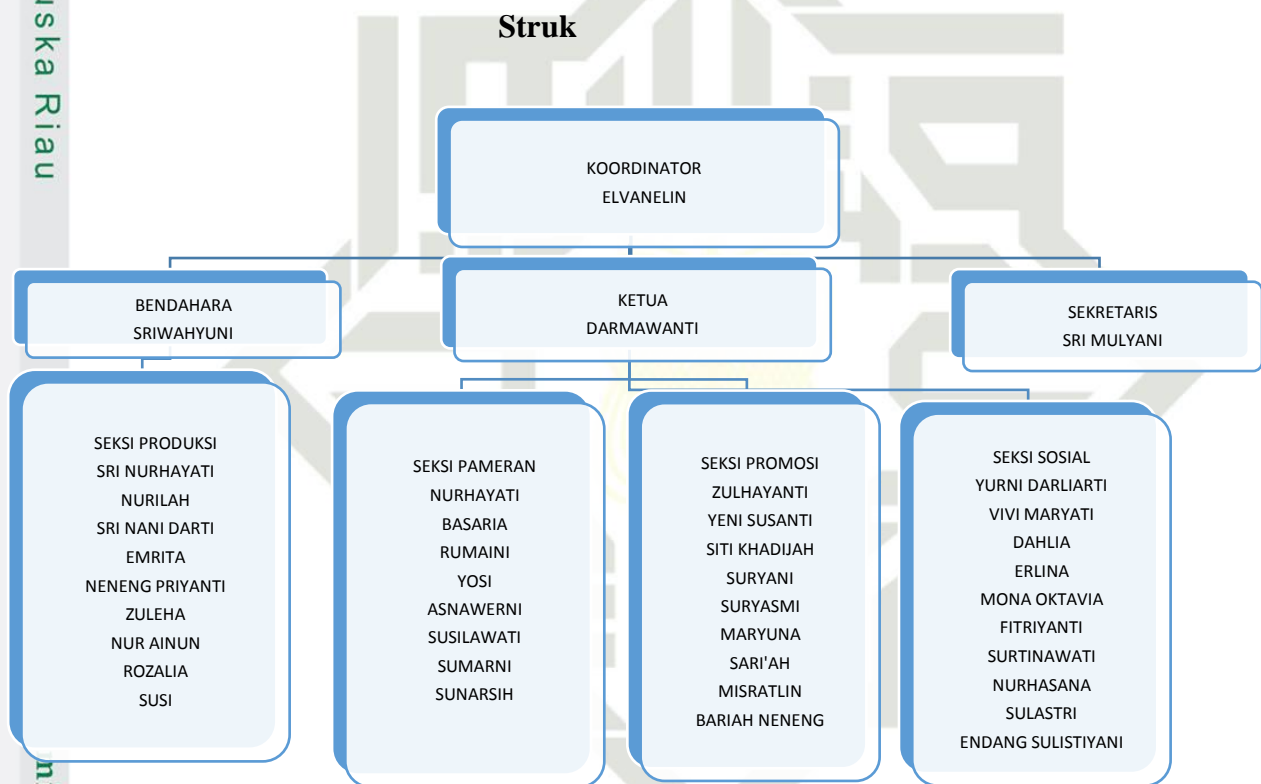 uska Riau
Struk
KOORDINATOR
ELVANELIN
BENDAHARA
SRIWAHYUNI
KETUA
DARMAWANTI
SEKRETARIS
SRI MULYANI
SEKSI PRODUKSI
SRI NURHAYATI
NURILAH
SRI NANI DARTI
EMRITA
NENENG PRIYANTI
ZULEHA
NUR AINUN
ROZALIA
SUSI
SEKSI PAMERAN
NURHAYATI
BASARIA
RUMAINI
YOSI
ASNAWERNI
SUSILAWATI
SUMARNI
SUNARSIH
SEKSI PROMOSI
ZULHAYANTI
YENI SUSANTI
SITI KHADIJAH
SURYANI
SURYASMI
MARYUNA
SARI'AH
MISRATLIN
BARIAH NENENG
SEKSI SOSIAL
YURNI DARLIARTI
VIVI MARYATI
DAHLIA
ERLINA
MONA OKTAVIA
FITRIYANTI
SURTINAWATI
NURHASANA
SULASTRI
ENDANG SULISTIYANI